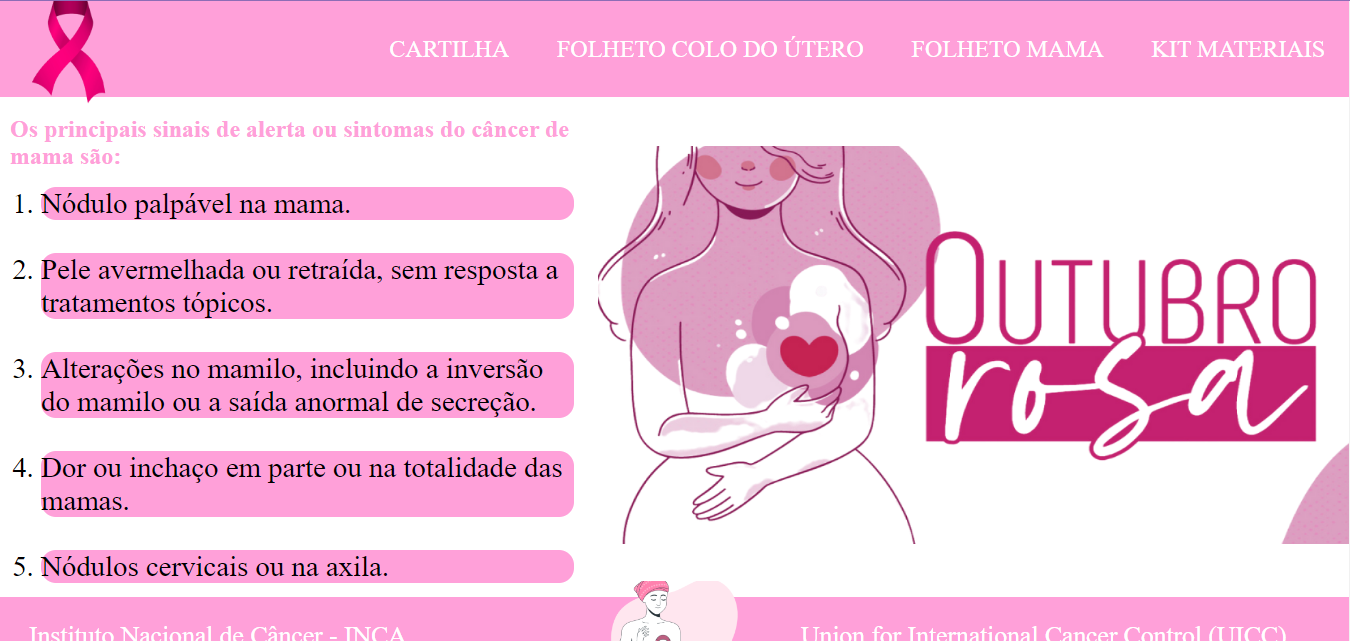 CARTILHA FOLHETO COLO DO ÚTERO FOLHETO MAMA KIT MATERIAIS
Os principais sinais de alerta ou sintomas do câncer de
mama são:
1. Nódulo palpável na mama.
2. Pele avermelhada ou retraída, sem resposta a
tratamentos tópicos.
3. Alterações no mamilo, incluindo a inversão
do mamilo ou a saída anormal de secreção.
4. Dor ou inchaço em parte ou na totalidade das
mamas.
5. Nódulos cervicais ou na axila.
OUTUBRO
rosa
Instituto Nacional de Câncer - INCA
Union for International Cancer Control (UICC)